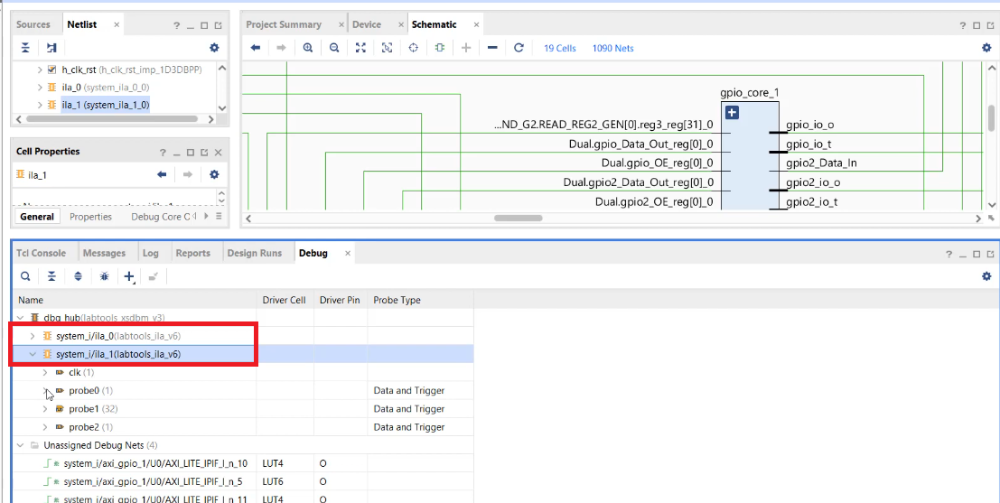 Sources Netlist × ?
h_clk_rst (h_clk_rst_imp_1D3DBPP)
ila_0 (system_ila_0_0)
ila_1 (system_ila_1_0)
Cell Properties ?
ila_1
General Properties Debug Core O
Project Summary × Device × Schematic × ?
19 Cells 1090 Nets
gpio_core_1
...ND_G2.READ_REG2_GEN[0].reg3_reg[31]_0 gpio_io_o
Dual.gpio_Data_Out_reg[0]_0 gpio_io_t
Dual.gpio_OE_reg[0]_0 gpio2_Data_In
Dual.gpio2_Data_Out_reg[0]_0 gpio2_io_o
Dual.gpio2_OE_reg[0]_0 gpio2_io_t
Tcl Console Messages Log Reports Design Runs Debug × ?
Name Driver Cell Driver Pin Probe Type
dbg_hub(labtools_xsdbm_v3)
system_i/ila_0(labtools_ila_v6)
system_i/ila_1(labtools_ila_v6)
clk (1)
probe0 (1) Data and Trigger
probe1 (32) Data and Trigger
probe2 (1) Data and Trigger
Unassigned Debug Nets (4)
system_i/axi_gpio_1/U0/AXI_LITE_IPIF_I_n_10 LUT4 O
system_i/axi_gpio_1/U0/AXI_LITE_IPIF_I_n_5 LUT6 O
system_i/axi_gpio_1/U0/AXI_LITE_IPIF_I_n_11 LUT4 O